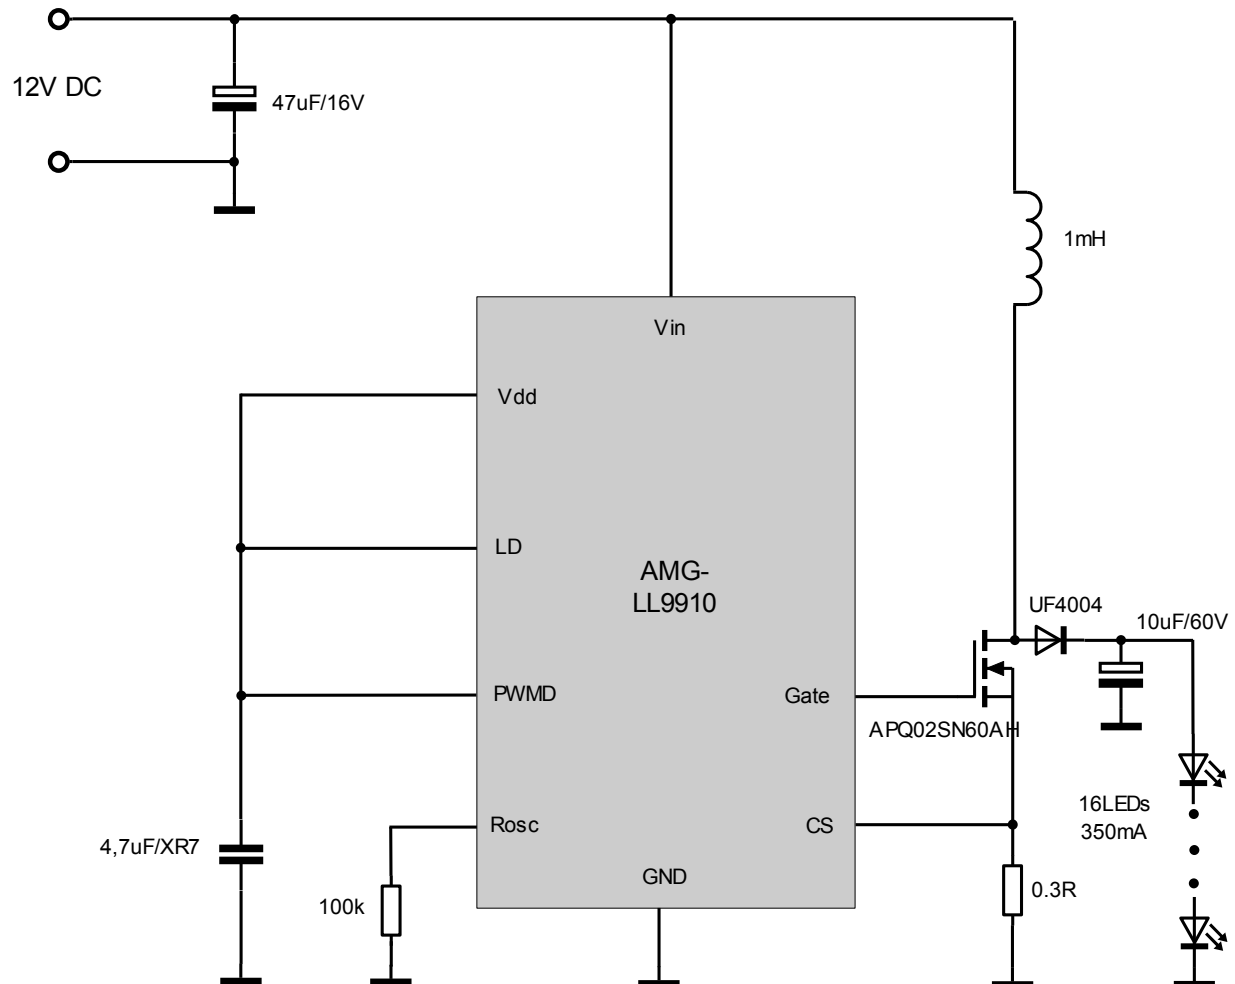 12V DC
47uF/16V
1mH
Vin
Vdd
LD
AMG-
LL9910
UF4004
10uF/60V
PWMD
Gate
APQ02SN60AH
16LEDs
350mA
Rosc
CS
4,7uF/XR7
GND
0.3R
100k